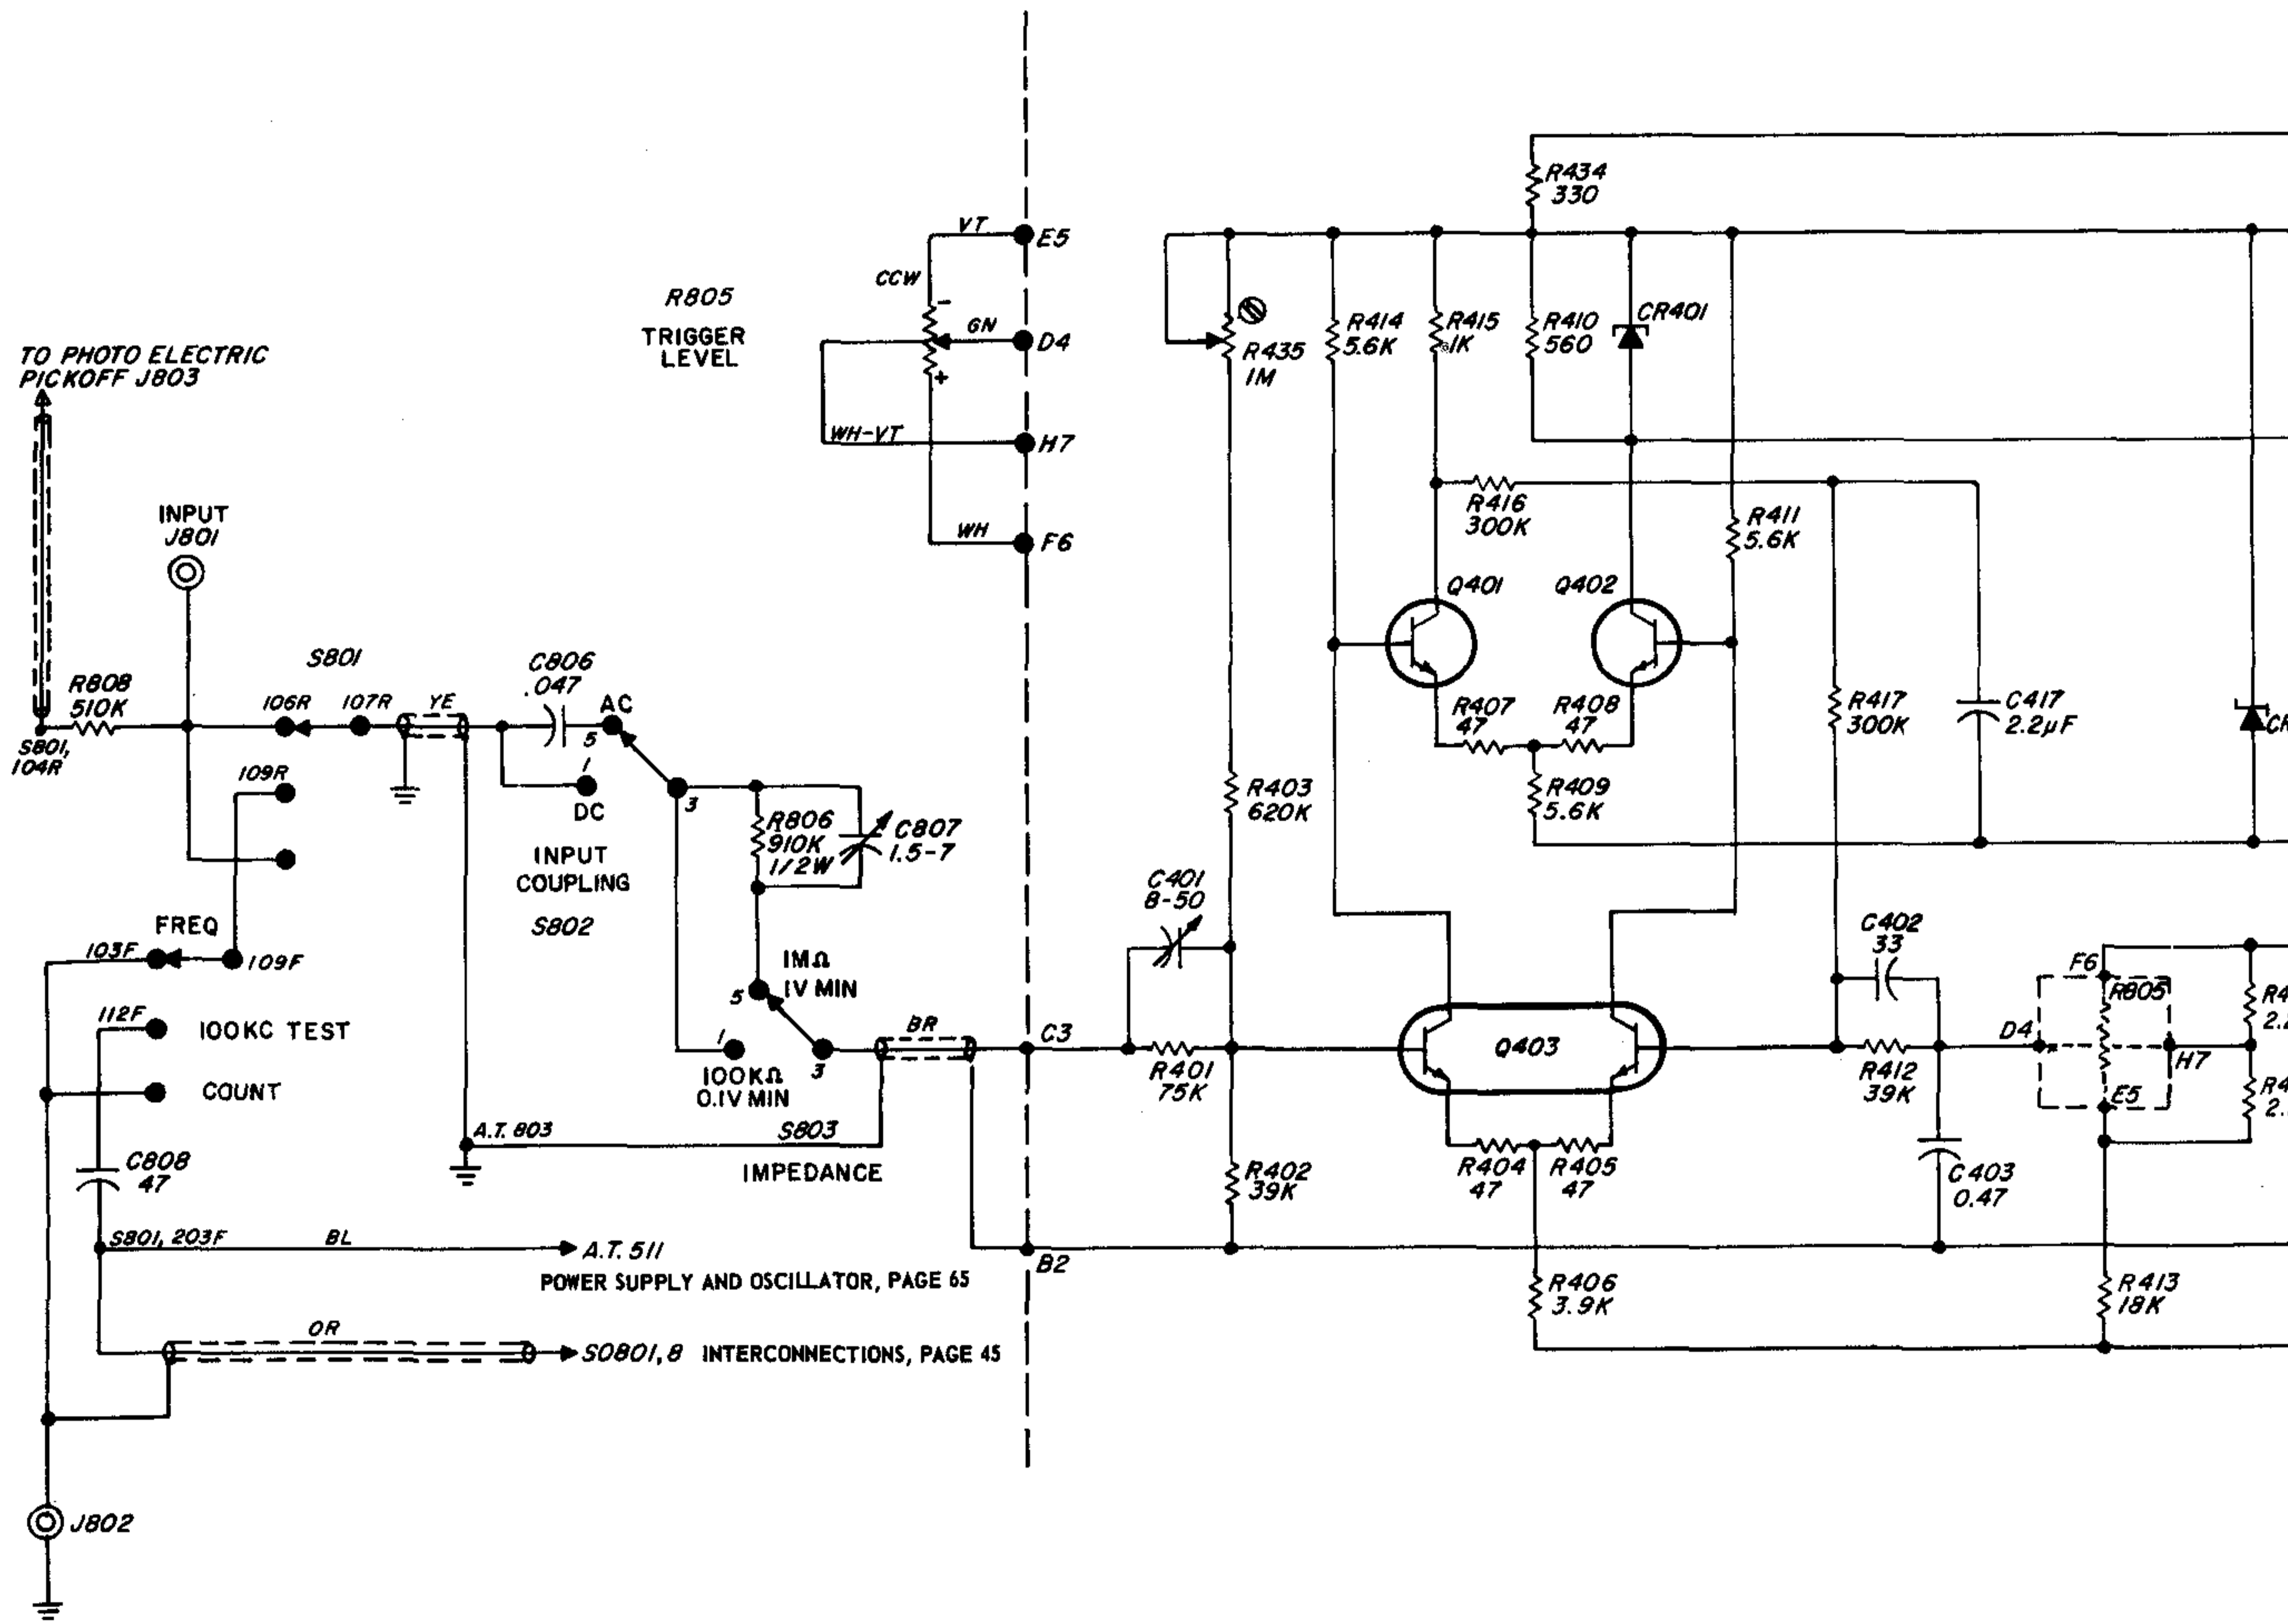 TO PHOTO ELECTRIC
PICKOFF J803
INPUT
J801
R808
510K
S801,
104R
S801
106R
107R
YE
109R
FREQ
103F
109F
112F
100KC TEST
COUNT
C808
47
S801, 203F
BL
A.T. 511
POWER SUPPLY AND OSCILLATOR, PAGE 65
OR
SO801,8 INTERCONNECTIONS, PAGE 45
J802
C806
.047
AC
5
1
DC
3
INPUT
COUPLING
S802
R806
910K
1/2W
C807
1.5-7
1MΩ
1V MIN
5
1
3
100KΩ
0.1V MIN
BR
A.T. 803
S803
IMPEDANCE
R805
TRIGGER
LEVEL
VT
CCW
-
GN
+
WH-VT
WH
E5
D4
H7
F6
C3
B2
R434
330
R435
1M
R414
5.6K
R415
1K
R410
560
CR401
R416
300K
R411
5.6K
Q401
Q402
R407
47
R408
47
R409
5.6K
R403
620K
R417
300K
C417
2.2µF
C401
8-50
R401
75K
R402
39K
Q403
R404
47
R405
47
R406
3.9K
C402
33
R412
39K
C403
0.47
F6
R805
D4
H7
E5
R413
18K